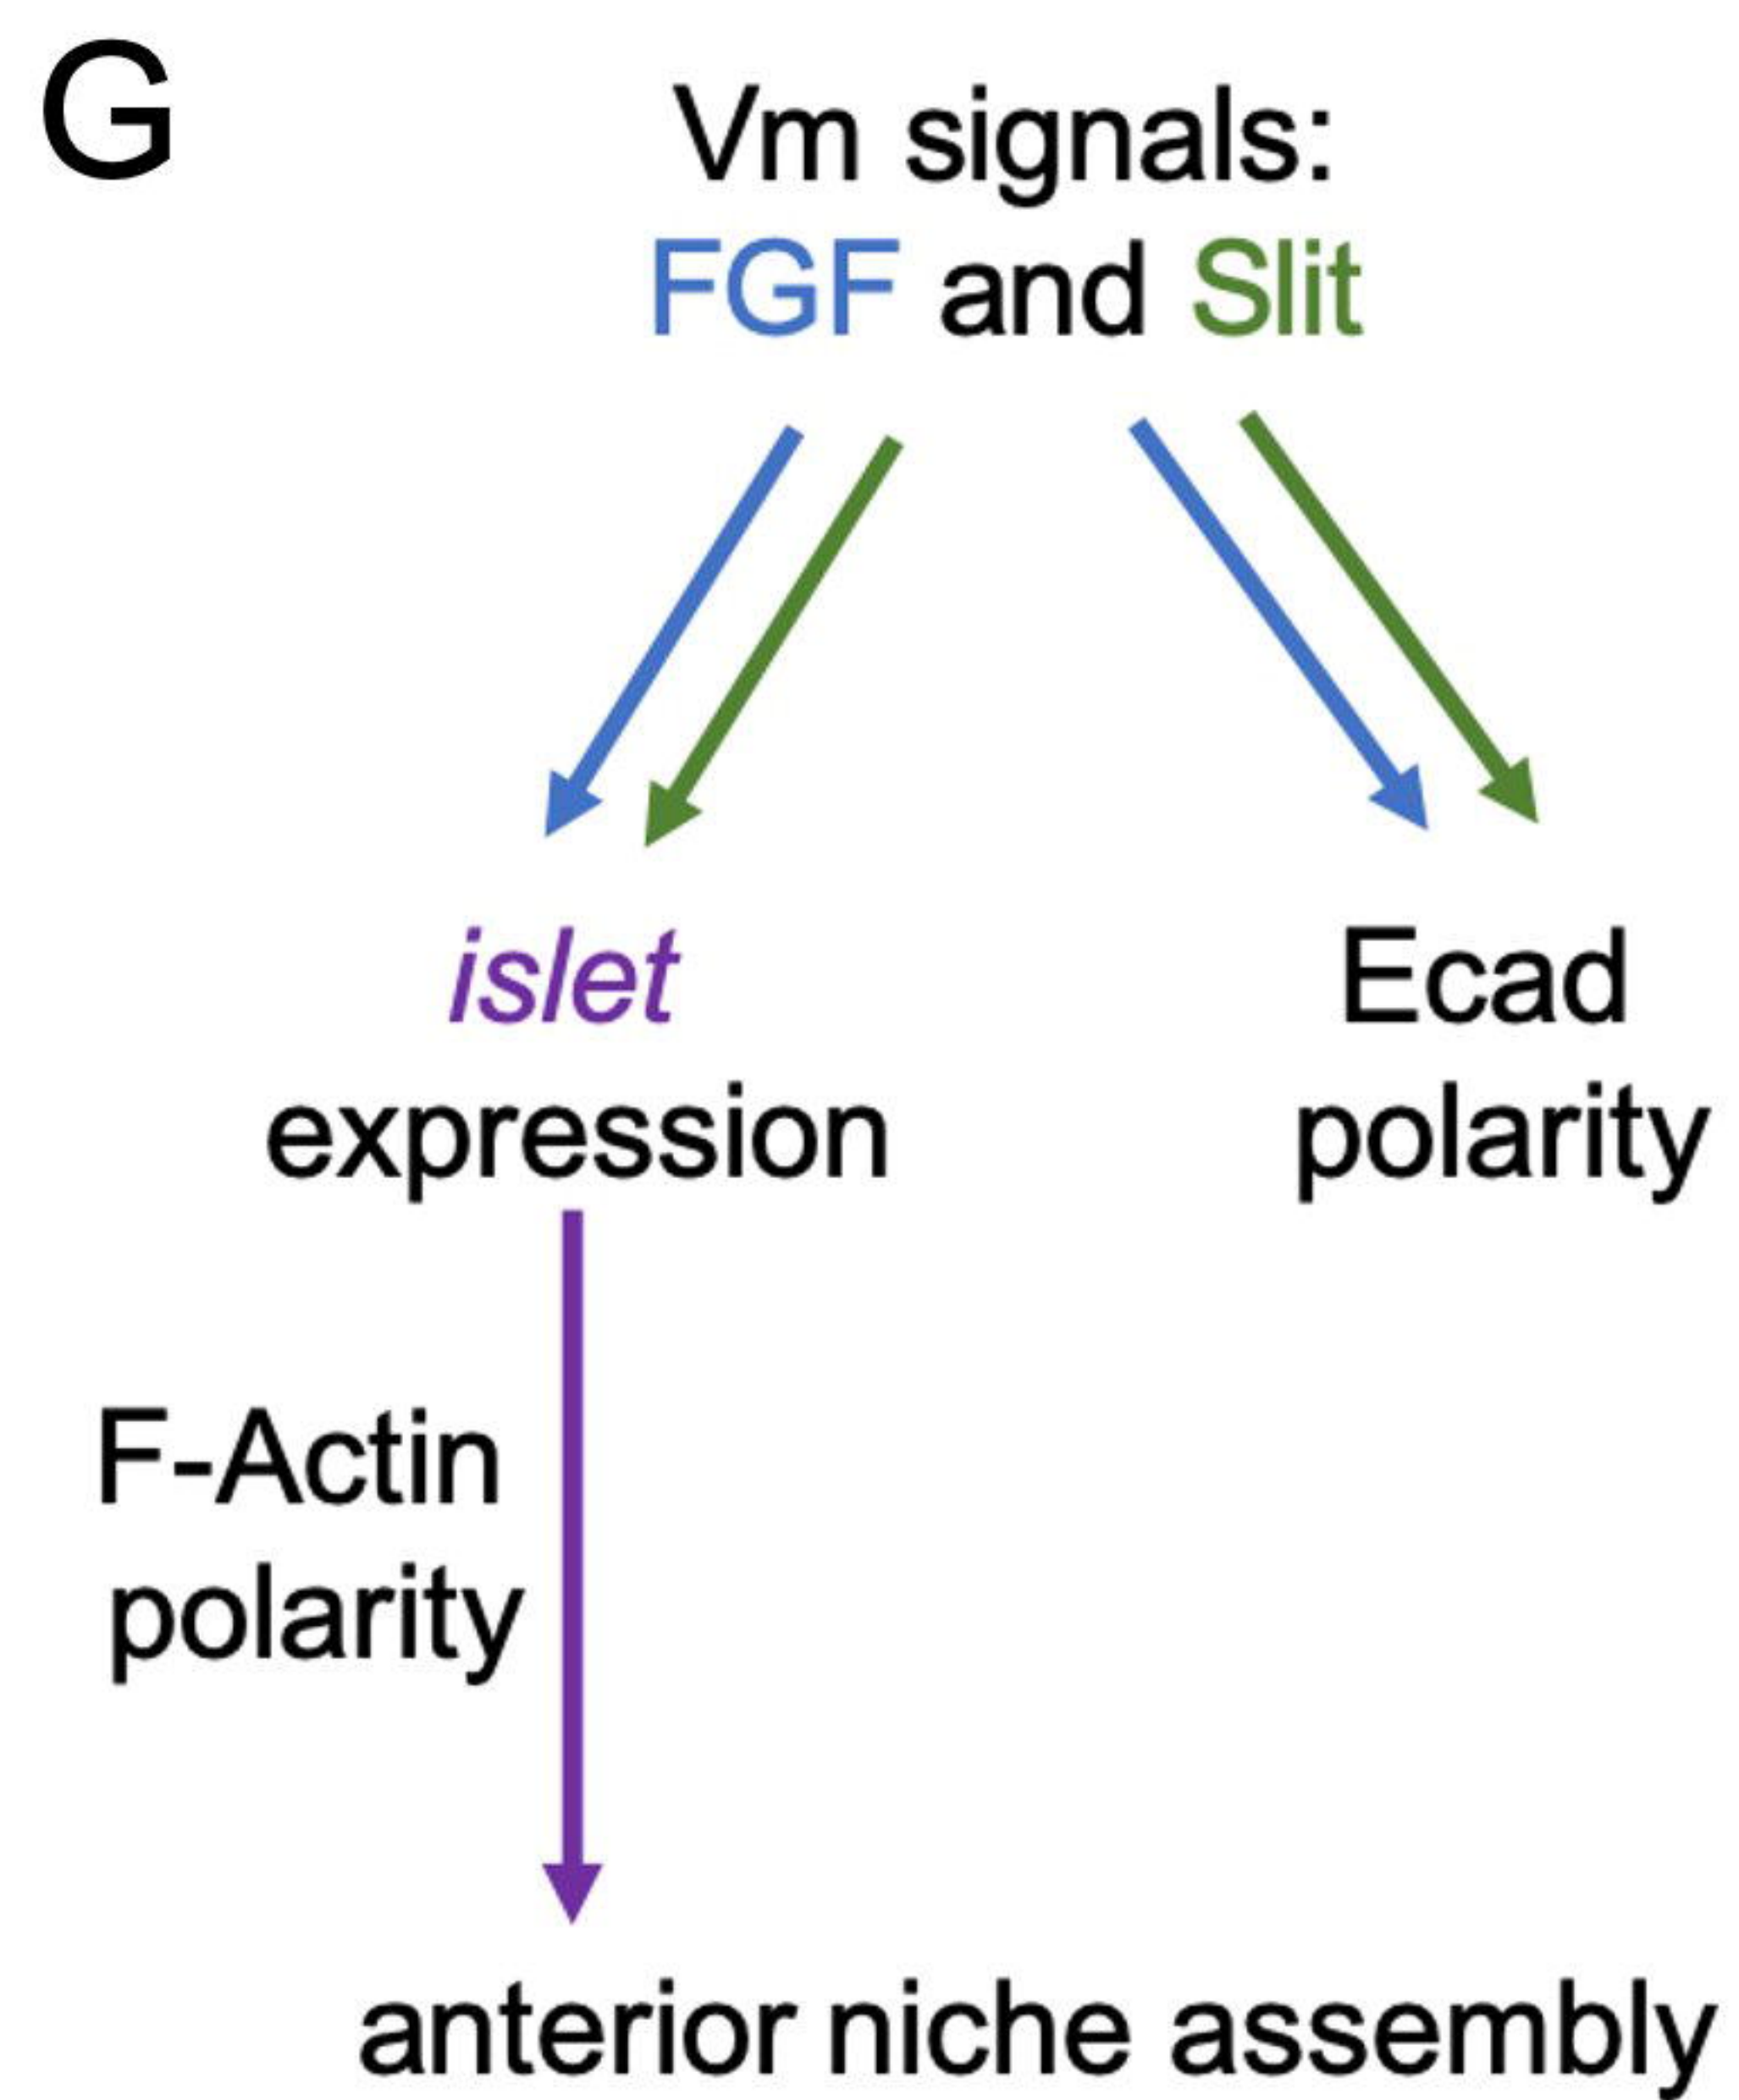 G
Vm signals:
FGF and Slit
islet
expression
Ecad
polarity
F-Actin
polarity
anterior niche assembly